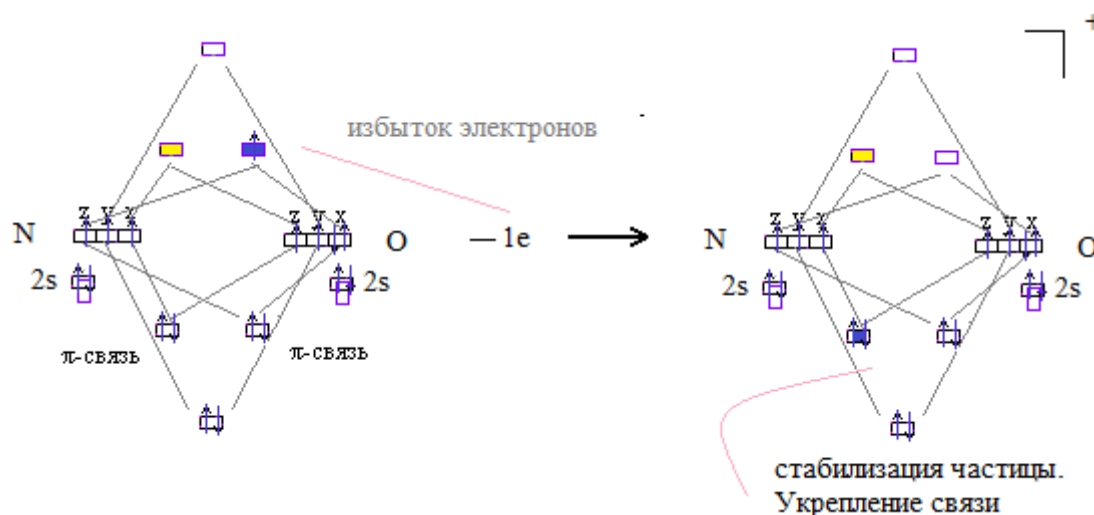 +
избыток электронов
z y x
z y x
N
O
— 1e
2s
2s
π-связь
π-связь
z y x
z y x
N
O
2s
2s
стабилизация частицы.
Укрепление связи